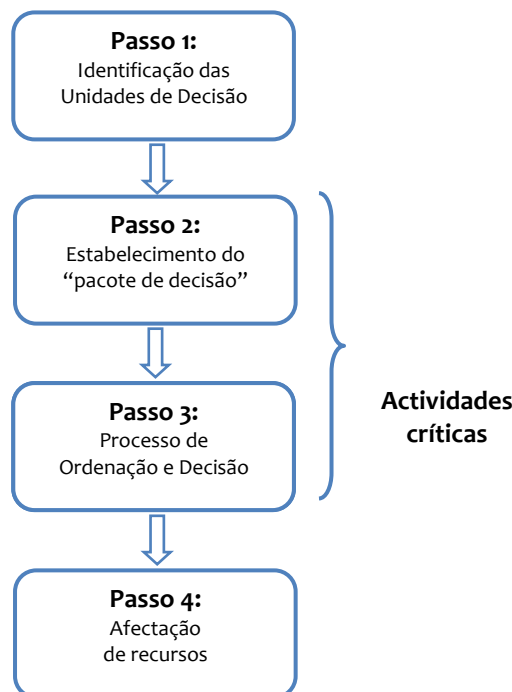 Passo 1:
Identificação das
Unidades de Decisão
Passo 2:
Estabelecimento do
“pacote de decisão”
Passo 3:
Processo de
Ordenação e Decisão
Actividades
críticas
Passo 4:
Afectação
de recursos